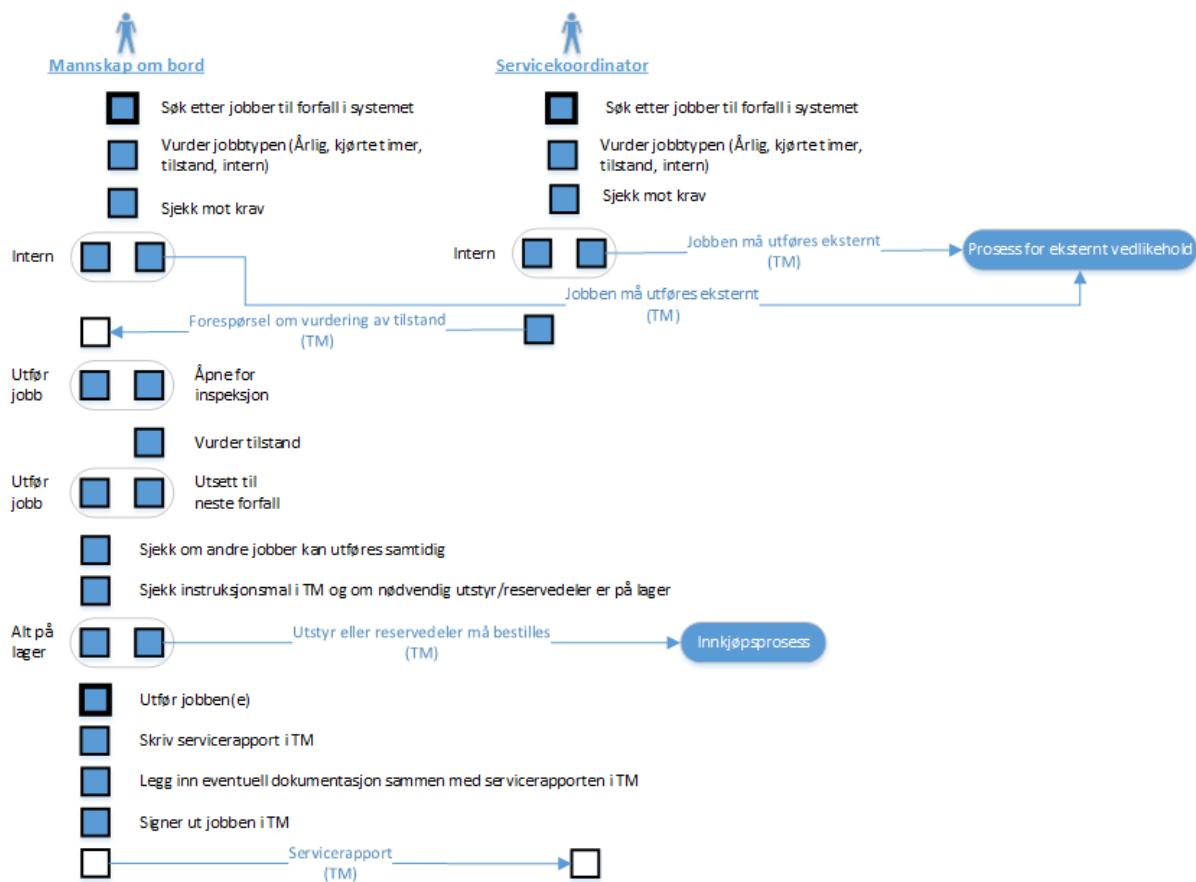 Mannskap om bord
Servicekoordinator
Søk etter jobber til forfall i systemet
Søk etter jobber til forfall i systemet
Vurder jobbtypen (Årlig, kjørte timer,
tilstand, intern)
Vurder jobbtypen (Årlig, kjørte timer,
tilstand, intern)
Sjekk mot krav
Sjekk mot krav
Intern
Intern
Jobben må utføres eksternt
(TM)
Prosess for eksternt vedlikehold
Jobben må utføres eksternt
(TM)
Forespørsel om vurdering av tilstand
(TM)
Utfør
jobb
Åpne for
inspeksjon
Vurder tilstand
Utfør
jobb
Utsett til
neste forfall
Sjekk om andre jobber kan utføres samtidig
Sjekk instruksjonsmal i TM og om nødvendig utstyr/reservedeler er på lager
Alt på
lager
Utstyr eller reservedeler må bestilles
(TM)
Innkjøpsprosess
Utfør jobben(e)
Skriv servicerapport i TM
Legg inn eventuell dokumentasjon sammen med servicerapporten i TM
Signer ut jobben i TM
Servicerapport
(TM)